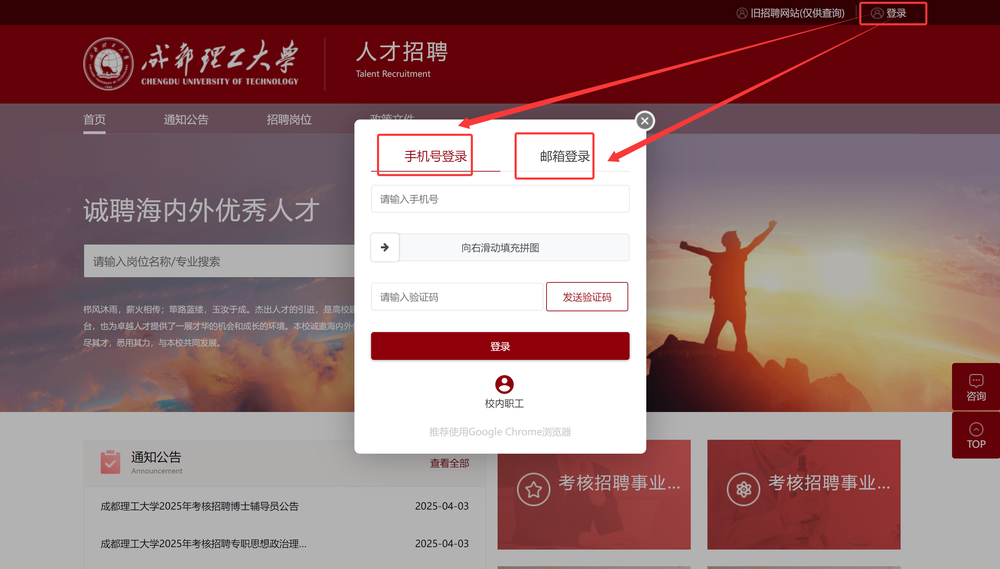 旧招聘网站(仅供查询)
登录
成都理工大学
CHENGDU UNIVERSITY OF TECHNOLOGY
人才招聘
Talent Recruitment
首页
通知公告
招聘岗位
政策文件
手机号登录
邮箱登录
请输入手机号
向右滑动填充拼图
请输入验证码
发送验证码
登录
校内职工
推荐使用Google Chrome浏览器
诚聘海内外优秀人才
请输入岗位名称/专业搜索
栉风沐雨，薪火相传；筚路蓝缕，玉汝于成。杰出人才的引进，是高校建
台，也为卓越人才提供了一展才华的机会和成长的环境。本校诚邀海内外
尽其才，悉用其力，与本校共同发展。
咨询
TOP
通知公告
Announcement
查看全部
成都理工大学2025年考核招聘博士辅导员公告
2025-04-03
成都理工大学2025年考核招聘专职思想政治理...
2025-04-03
考核招聘事业...
考核招聘事业...